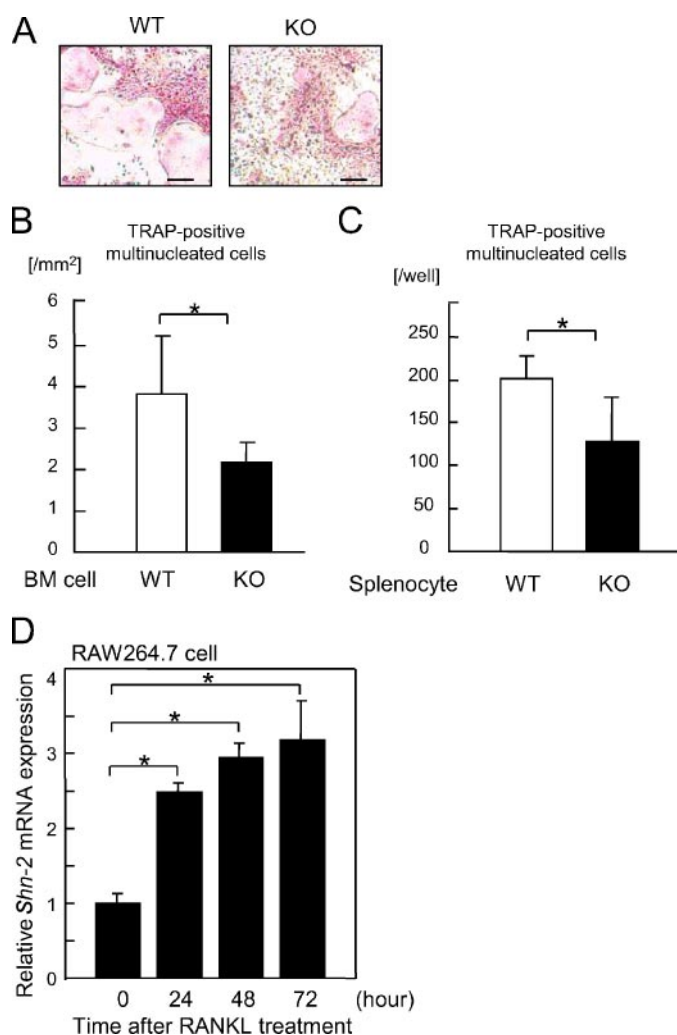 A
WT
KO
B
TRAP-positive
multinucleated cells
[/mm2]
6
5
4
3
2
1
0
*
BM cell
WT
KO
C
TRAP-positive
multinucleated cells
[/well]
250
200
150
100
50
0
*
Splenocyte
WT
KO
D
RAW264.7 cell
Relative Shn-2 mRNA expression
4
3
2
1
0
*
*
*
0 24 48 72 (hour)
Time after RANKL treatment